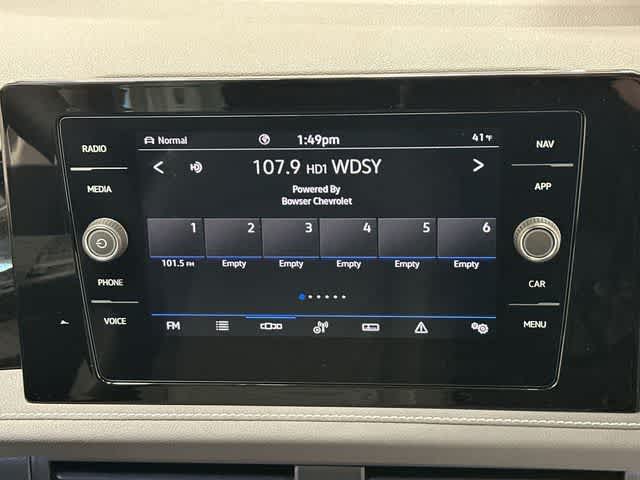 RADIO
MEDIA
PHONE
VOICE
Normal 1:49pm 41°F
HD 107.9 HD1 WDSY
Powered By
Bowser Chevrolet
1 2 3 4 5 6
101.5 FM Empty Empty Empty Empty Empty
FM
NAV
APP
CAR
MENU